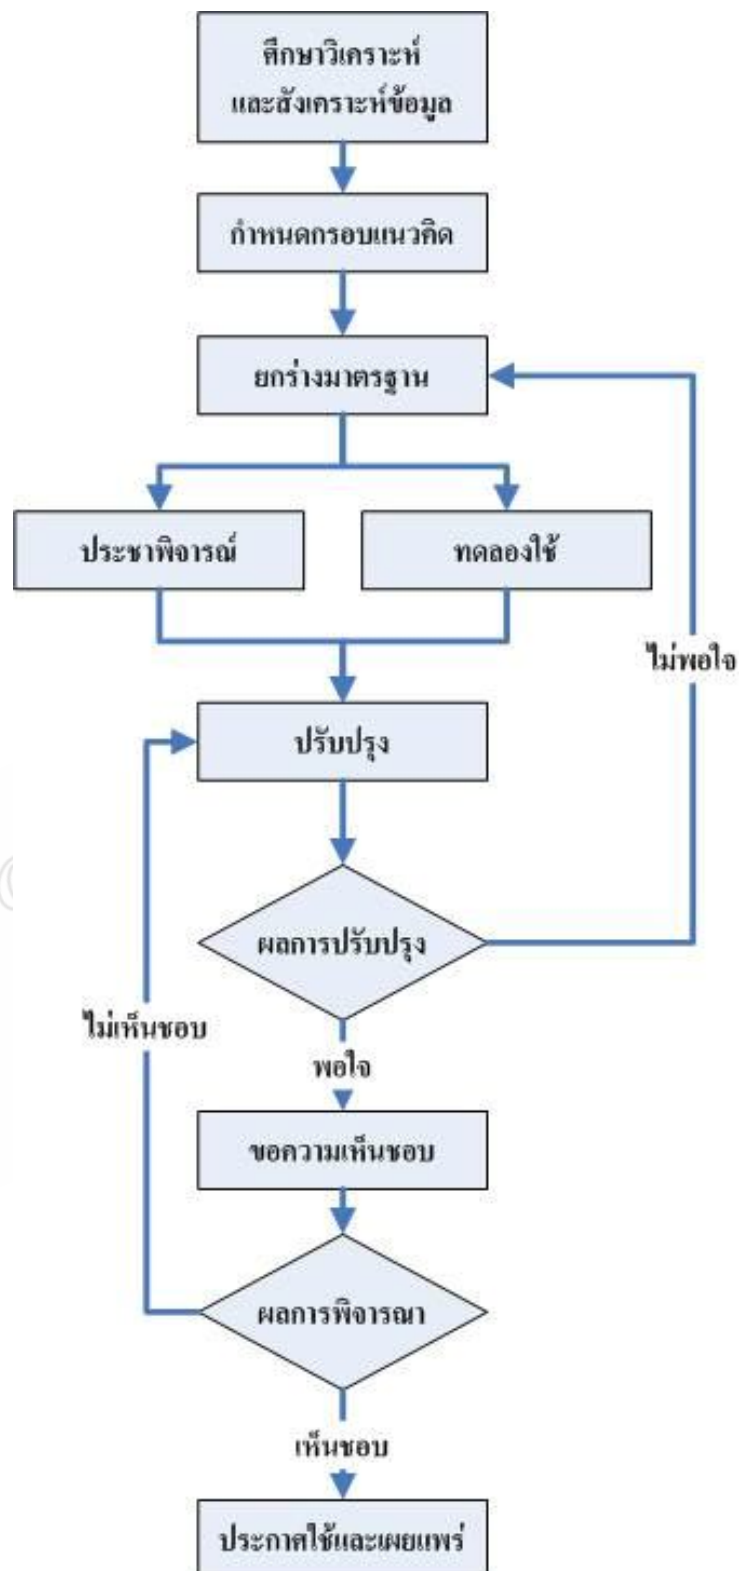 ศึกษาวิเคราะห์
และสังเคราะห์ข้อมูล
กำหนดกรอบแนวคิด
ยกร่างมาตรฐาน
ประชาพิจารณ์
ทดลองใช้
ไม่พอใจ
ปรับปรุง
ผลการปรับปรุง
ไม่เห็นชอบ
พอใจ
ขอความเห็นชอบ
ผลการพิจารณา
เห็นชอบ
ประกาศใช้และเผยแพร่